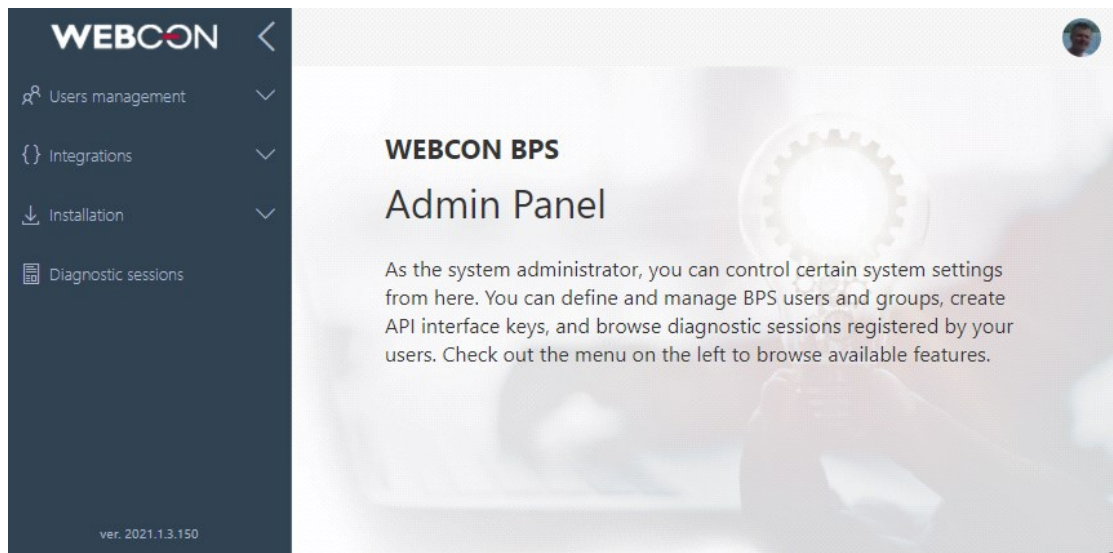 WEBCON
Users management
{ } Integrations
Installation
Diagnostic sessions
ver. 2021.1.3.150
WEBCON BPS
Admin Panel
As the system administrator, you can control certain system settings
from here. You can define and manage BPS users and groups, create
API interface keys, and browse diagnostic sessions registered by your
users. Check out the menu on the left to browse available features.